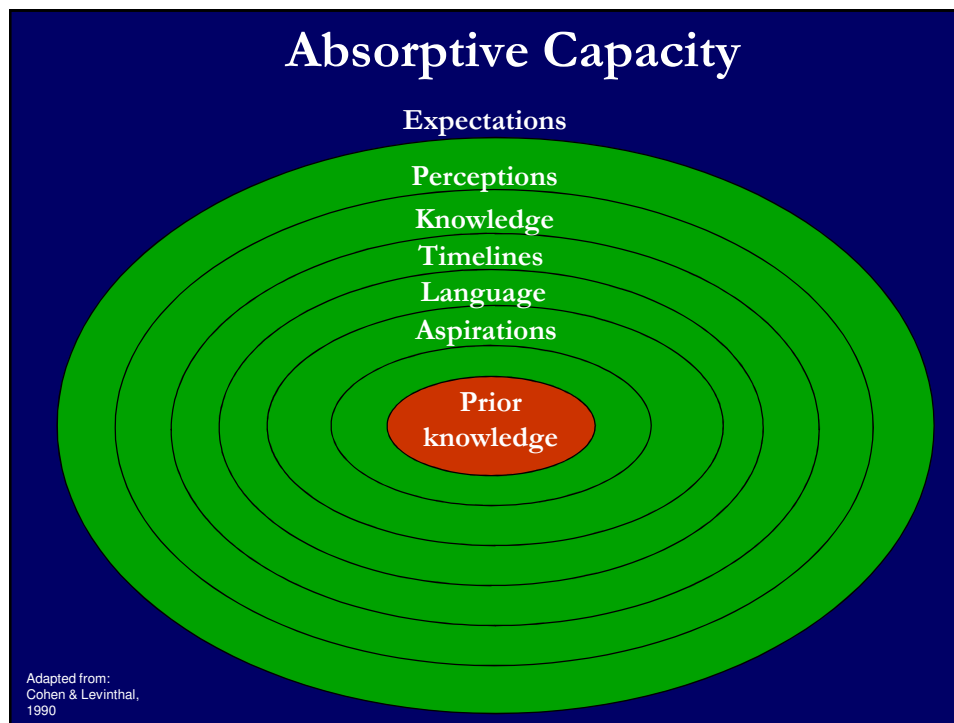 Absorptive Capacity
Expectations
Perceptions
Knowledge
Timelines
Language
Aspirations
Prior
knowledge
Adapted from:
Cohen & Levinthal,
1990